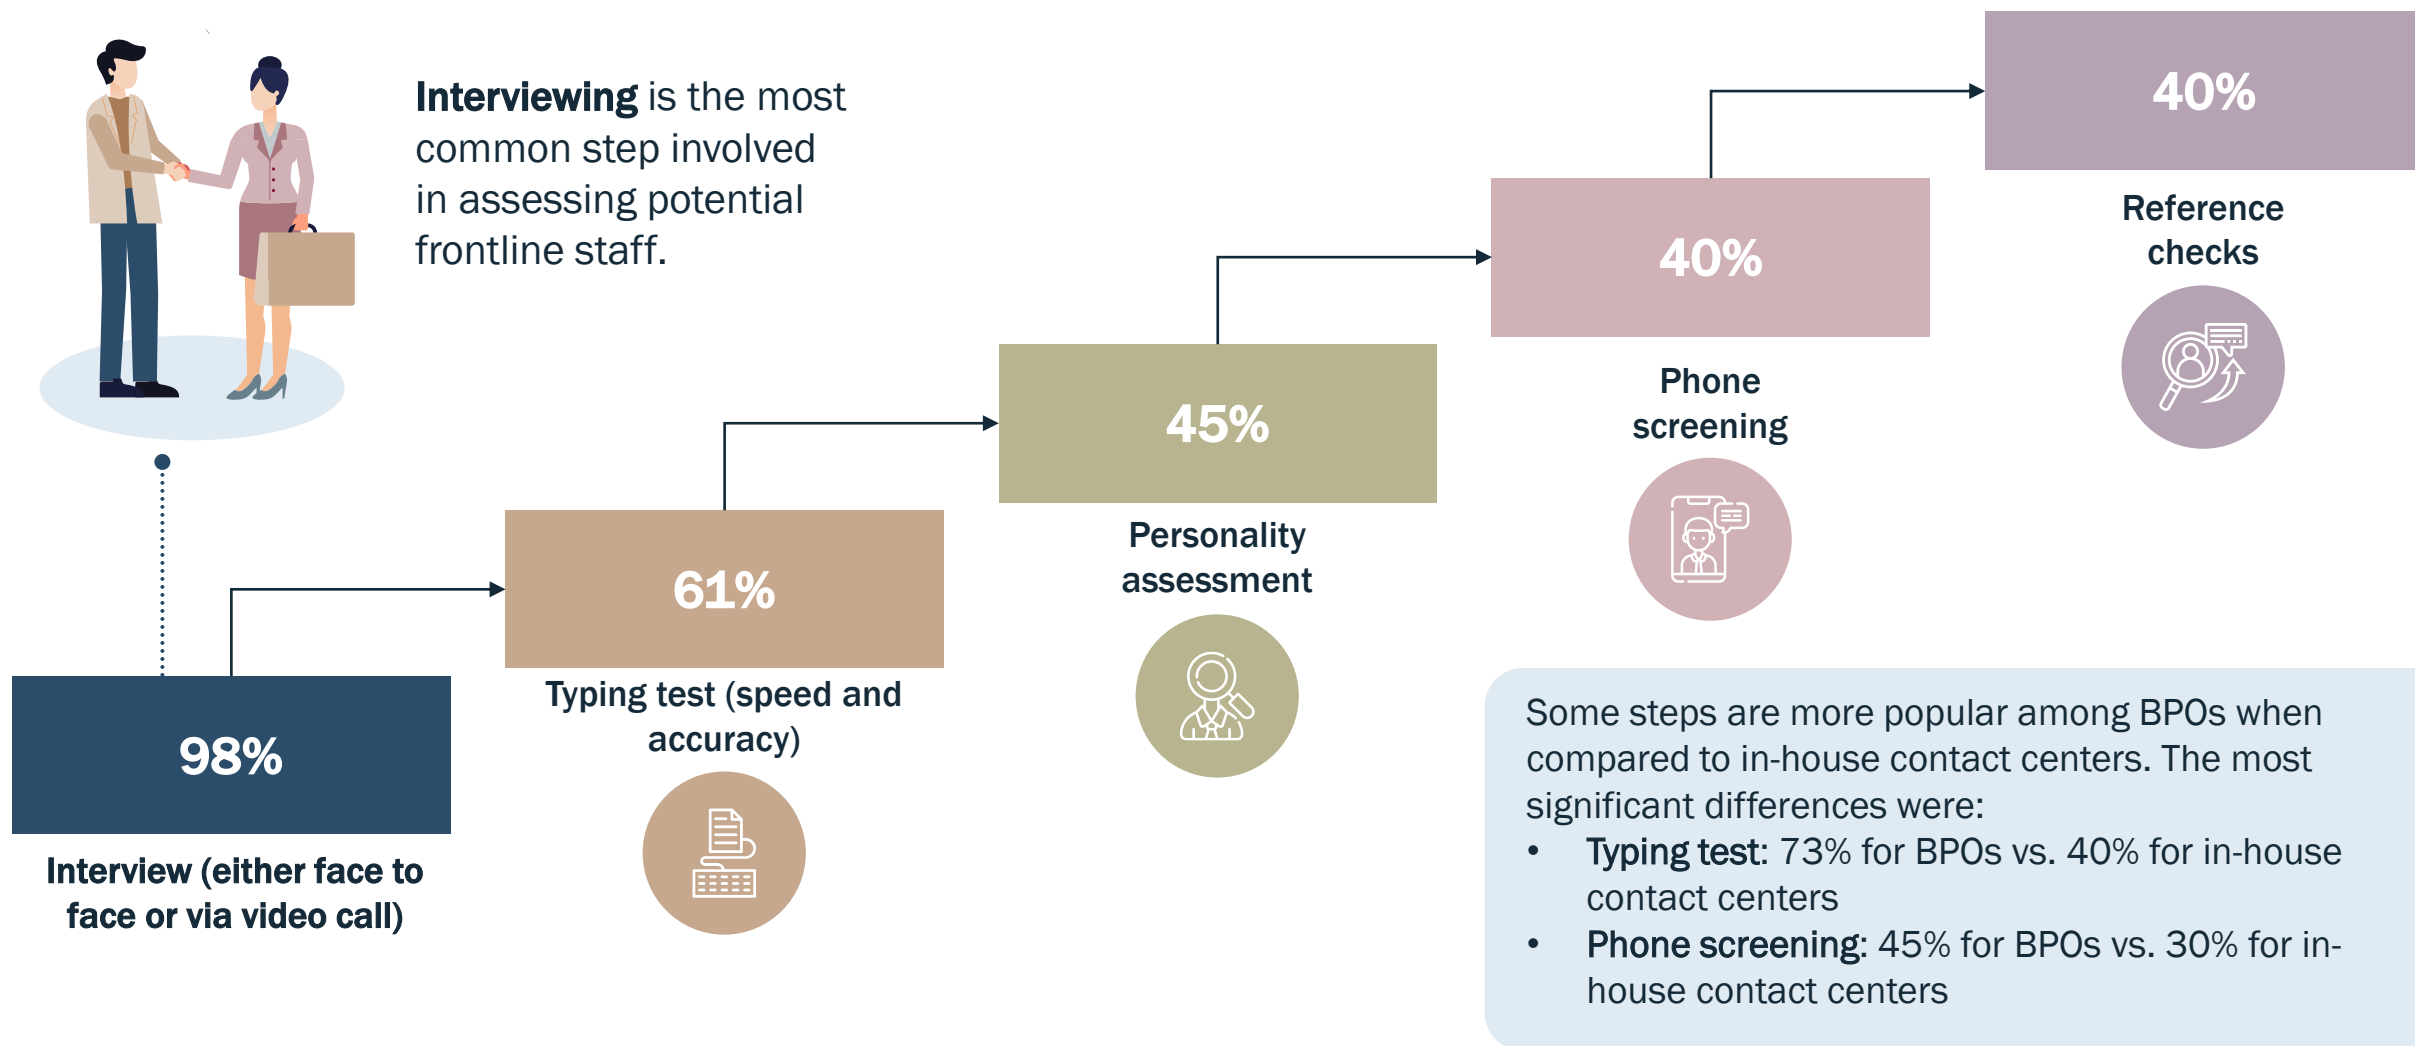 Interviewing is the most
common step involved
in assessing potential
frontline staff.
98%
Interview (either face to
face or via video call)
61%
Typing test (speed and
accuracy)
45%
Personality
assessment
40%
Phone
screening
40%
Reference
checks
Some steps are more popular among BPOs when
compared to in-house contact centers. The most
significant differences were:
• Typing test: 73% for BPOs vs. 40% for in-house
contact centers
• Phone screening: 45% for BPOs vs. 30% for in-
house contact centers